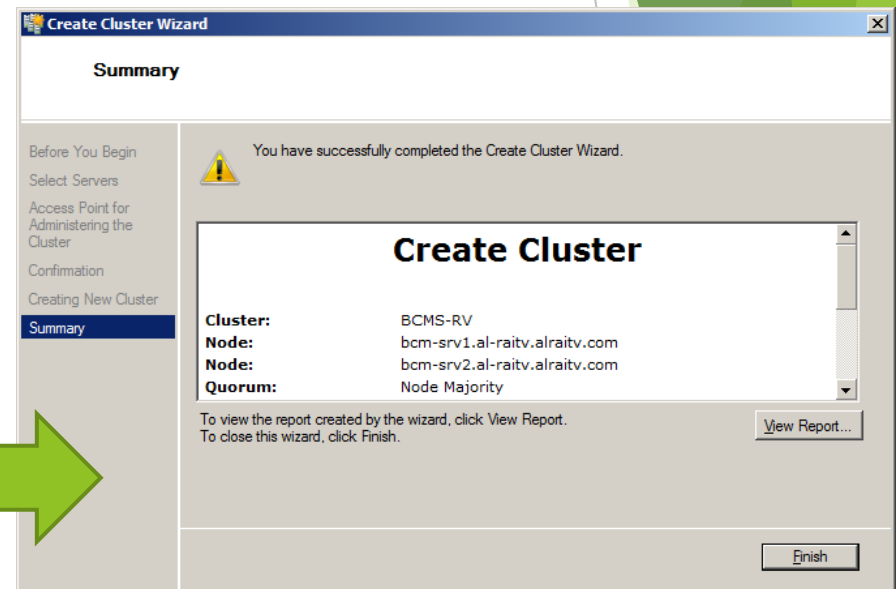 Create Cluster Wizard
Summary
Before You Begin
Select Servers
Access Point for
Administering the
Cluster
Confirmation
Creating New Cluster
Summary
You have successfully completed the Create Cluster Wizard.
Create Cluster
Cluster: BCMS-RV
Node: bcm-srv1.al-raitv.alraitv.com
Node: bcm-srv2.al-raitv.alraitv.com
Quorum: Node Majority
To view the report created by the wizard, click View Report.
To close this wizard, click Finish.
View Report...
Finish